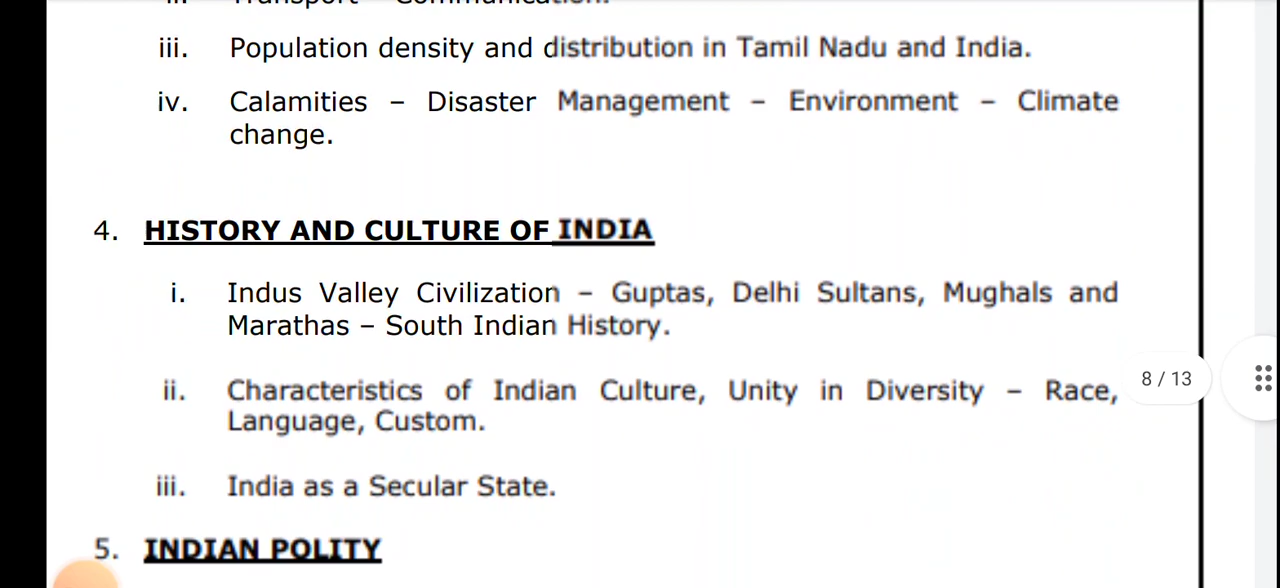 iii. Population density and distribution in Tamil Nadu and India.
iv. Calamities – Disaster Management – Environment – Climate
change.
4. HISTORY AND CULTURE OF INDIA
i. Indus Valley Civilization – Guptas, Delhi Sultans, Mughals and
Marathas – South Indian History.
ii. Characteristics of Indian Culture, Unity in Diversity – Race,
8 / 13
Language, Custom.
iii. India as a Secular State.
5. INDIAN POLITY